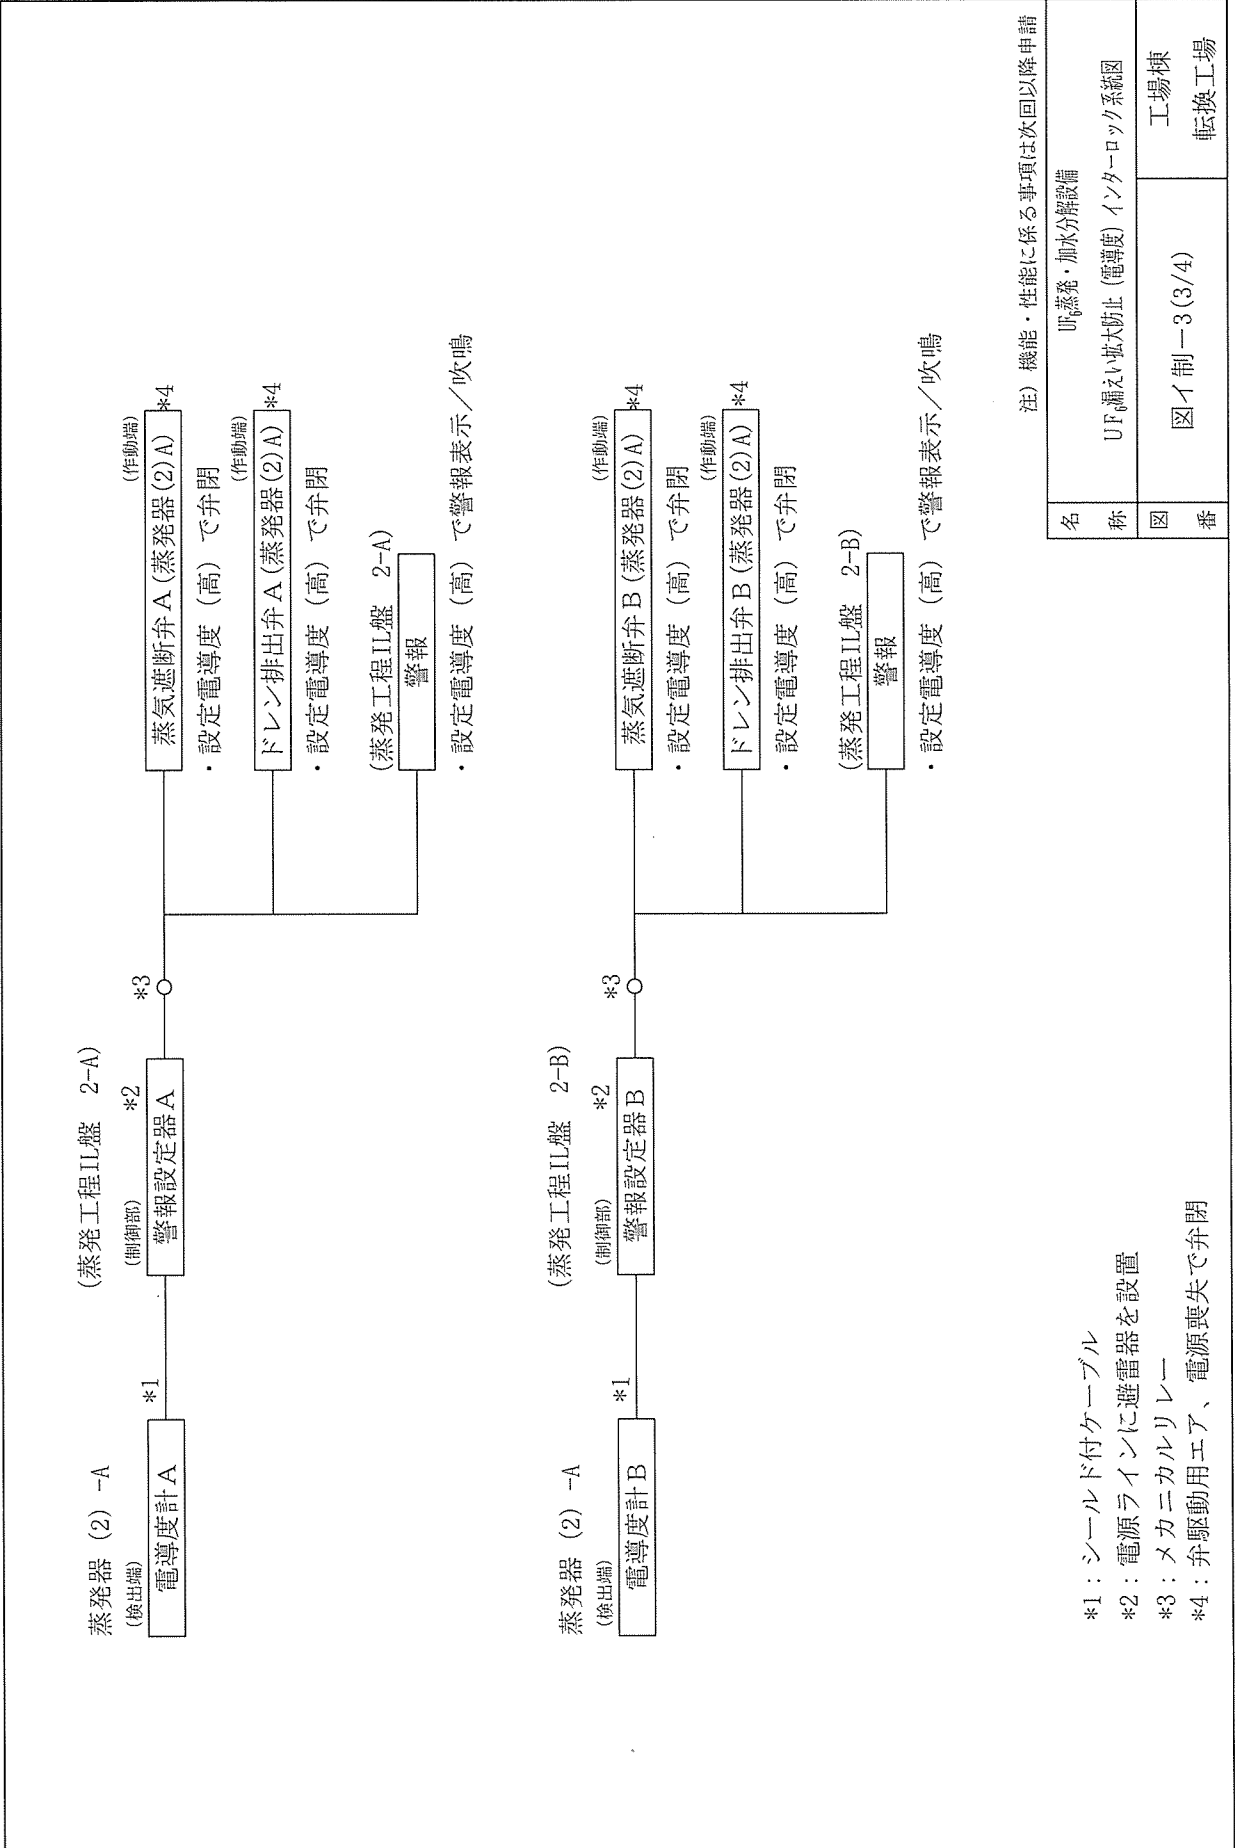 (蒸発工程IL盤 2-A)
蒸発器 (2) -A
(検出端)
電導度計A
*1
(制御部)
*2
警報設定器A
*3
(作動端)
蒸気遮断弁A(蒸発器(2)A)
*4
・設定電導度 (高) で弁閉
(作動端)
ドレン排出弁A(蒸発器(2)A)
*4
・設定電導度 (高) で弁閉
(蒸発工程IL盤 2-A)
警報
・設定電導度 (高) で警報表示/吹鳴
(蒸発工程IL盤 2-B)
蒸発器 (2) -A
(検出端)
電導度計B
*1
(制御部)
*2
警報設定器B
*3
(作動端)
蒸気遮断弁B(蒸発器(2)A)
*4
・設定電導度 (高) で弁閉
(作動端)
ドレン排出弁B(蒸発器(2)A)
*4
・設定電導度 (高) で弁閉
(蒸発工程IL盤 2-B)
警報
・設定電導度 (高) で警報表示/吹鳴
*1:シールド付ケーブル
*2:電源ラインに避雷器を設置
*3:メカニカルリレー
*4:弁駆動用エア、電源喪失で弁閉
注) 機能・性能に係る事項は次回以降申請
名称
UF₆蒸発・加水分解設備
UF₆漏えい拡大防止 (電導度) インターロック系統図
図番
図イ制-3(3/4)
工場棟
転換工場